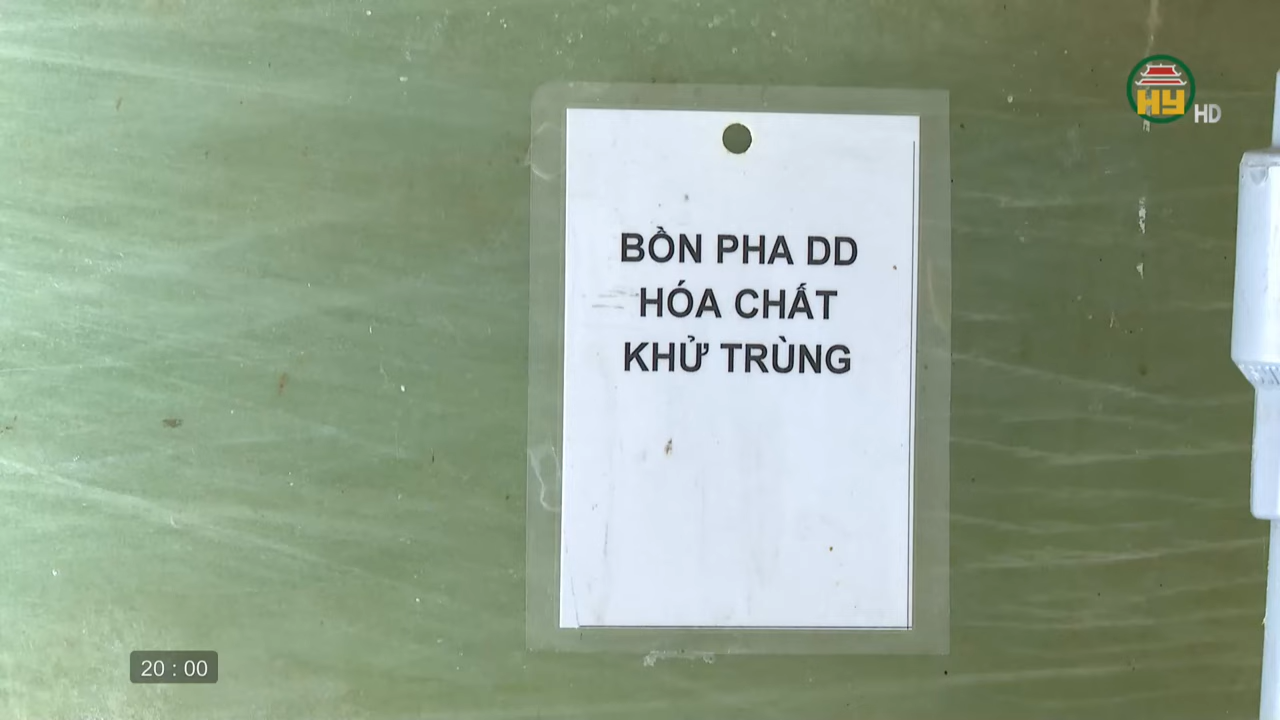 HY HD
BỒN PHA DD
HÓA CHẤT
KHỬ TRÙNG
20 : 00